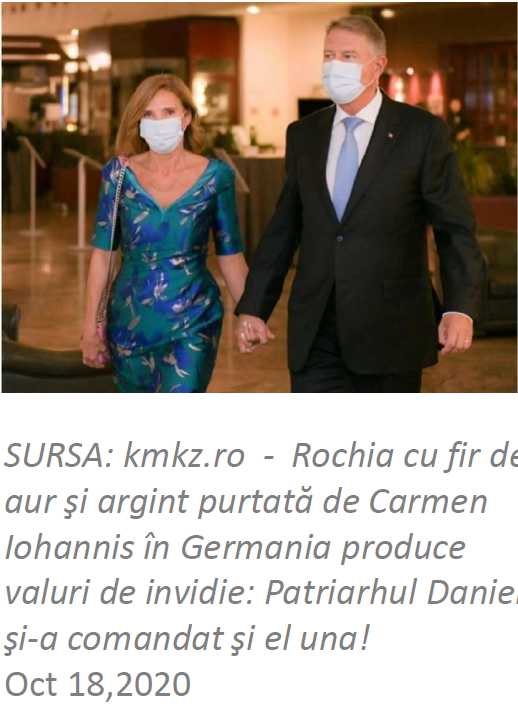 SURSA: kmkz.ro - Rochia cu fir de
aur şi argint purtată de Carmen
Iohannis în Germania produce
valuri de invidie: Patriarhul Daniel
şi-a comandat şi el una!
Oct 18,2020